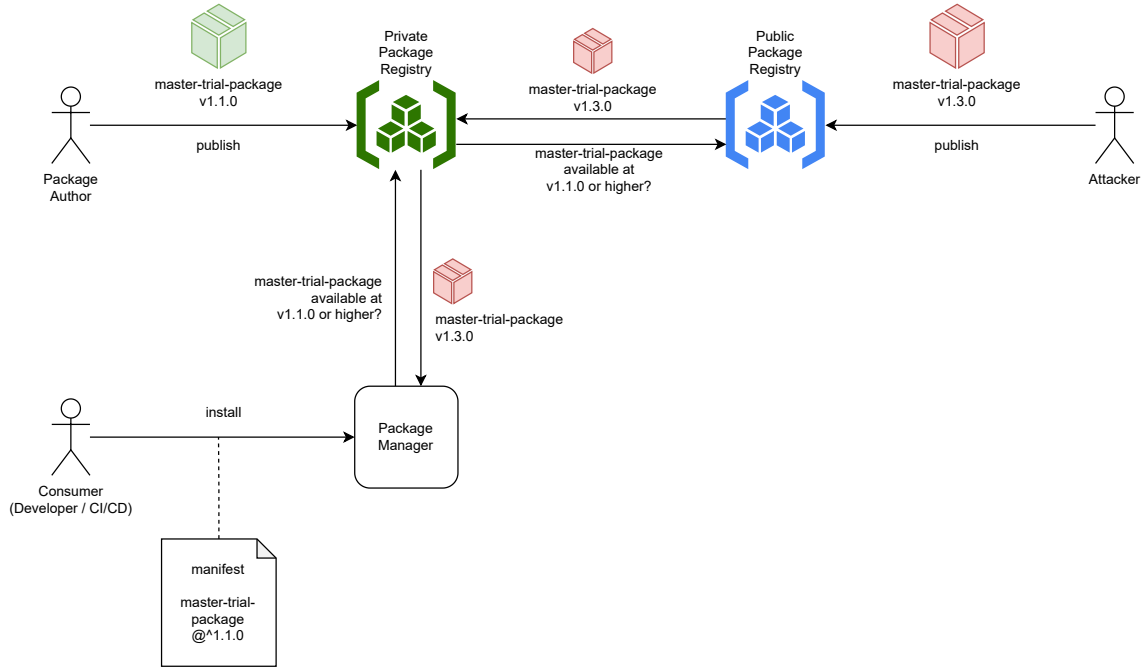 Private
Package
Registry
Public
Package
Registry
master-trial-package
v1.1.0
master-trial-package
v1.3.0
master-trial-package
v1.3.0
publish
publish
master-trial-package
available at
v1.1.0 or higher?
Package
Author
Attacker
master-trial-package
available at
v1.1.0 or higher?
master-trial-package
v1.3.0
install
Package
Manager
Consumer
(Developer / CI/CD)
manifest
master-trial-
package
@^1.1.0